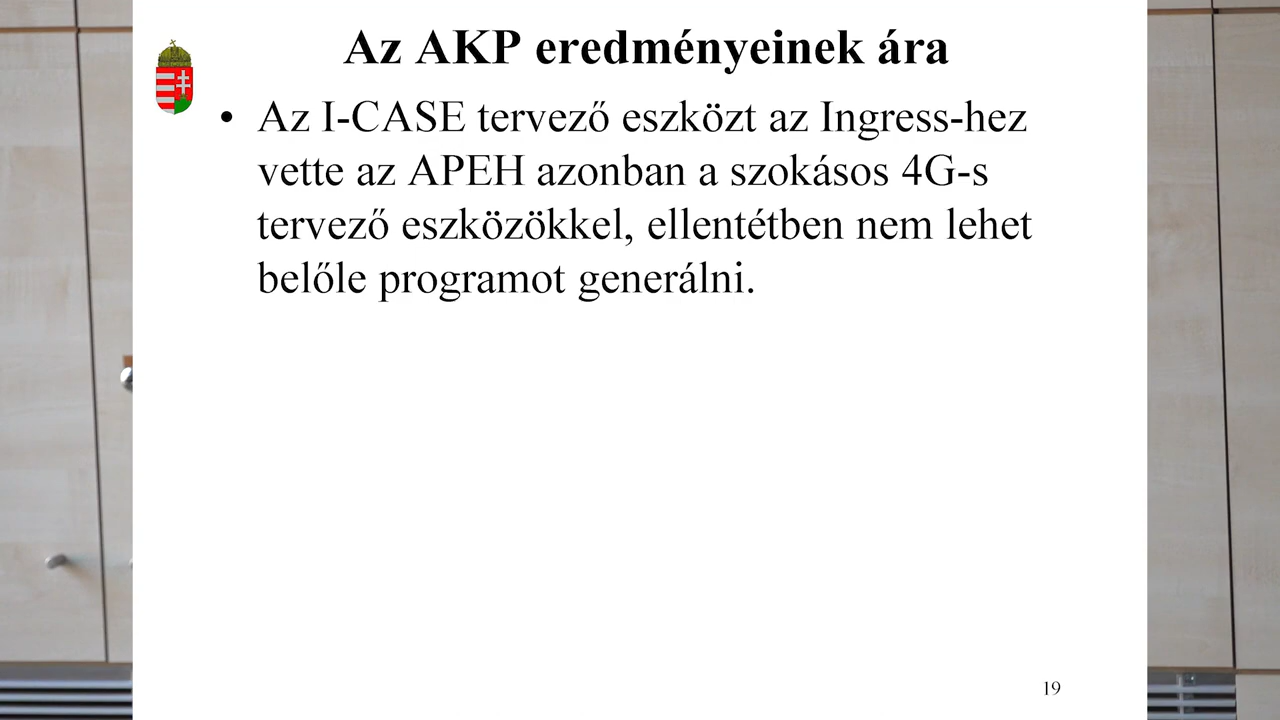 Az AKP eredményeinek ára
• Az I-CASE tervező eszközt az Ingress-hez
vette az APEH azonban a szokásos 4G-s
tervező eszközökkel, ellentétben nem lehet
belőle programot generálni.
19